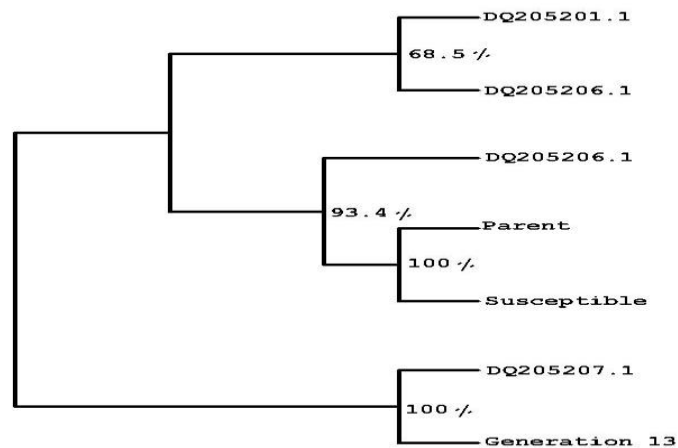 DQ205201.1
68.5 %
DQ205206.1
DQ205206.1
93.4 %
Parent
100 %
Susceptible
DQ205207.1
100 %
Generation 13